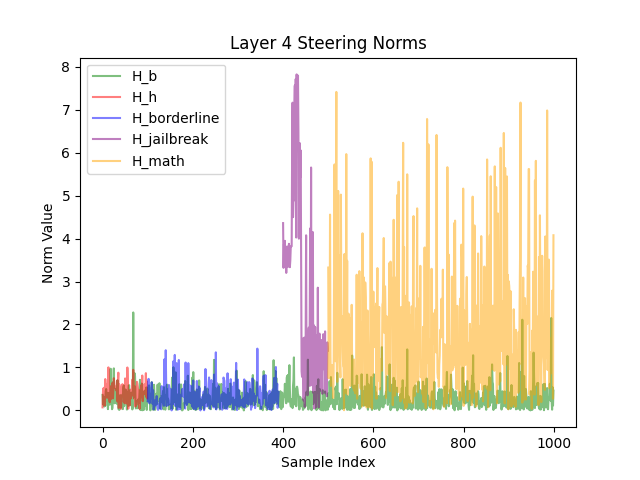 Layer 4 Steering Norms
H_b
H_h
H_borderline
H_jailbreak
H_math
Norm Value
8
7
6
5
4
3
2
1
0
0 200 400 600 800 1000
Sample Index